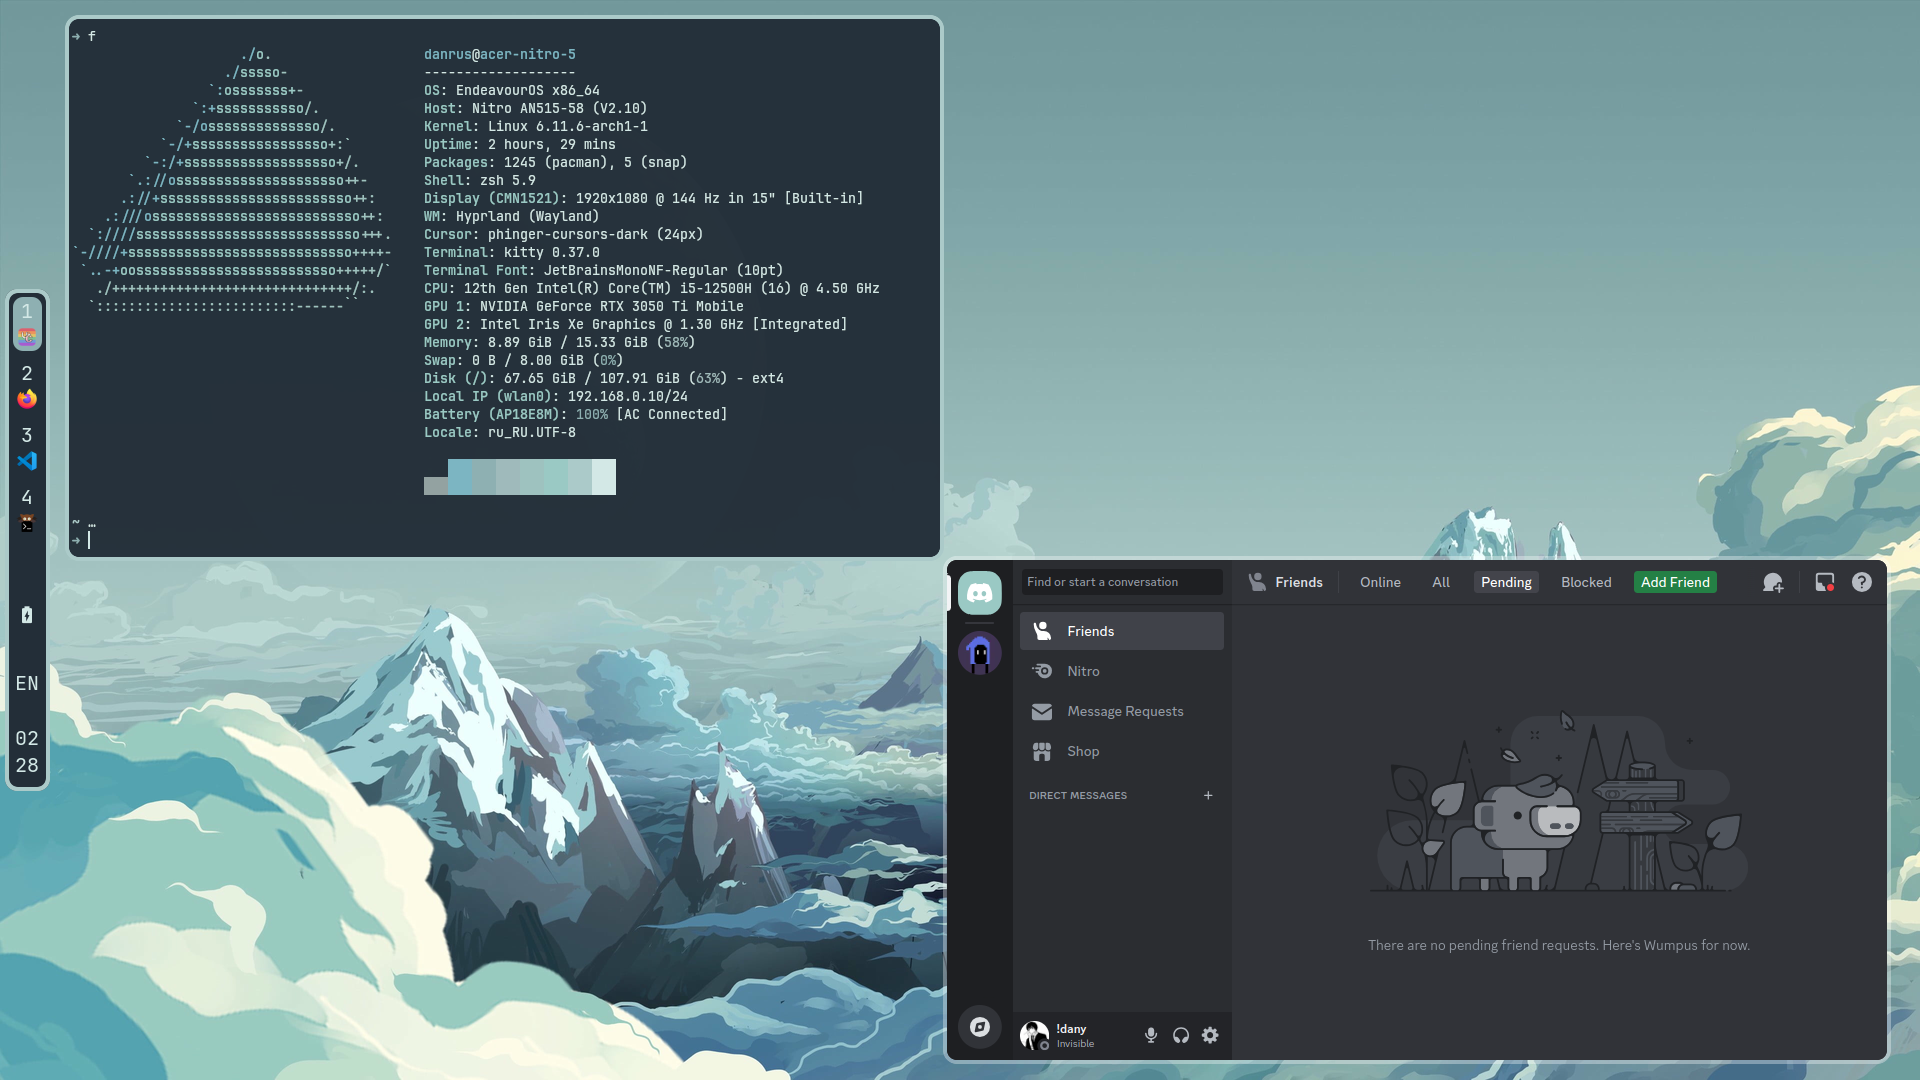 ➜ f
./o.
./sssso-
`:osssssss+-
`:+sssssssssso/.
`-/ossssssssssssso/.
`-/+sssssssssssssssso+:`
`-:/+sssssssssssssssssso+/.
`.://osssssssssssssssssssso++-
.://+ssssssssssssssssssssssso++:
.:///ossssssssssssssssssssssssso++:
`:////ssssssssssssssssssssssssssso+++.
`-////+ssssssssssssssssssssssssssso++++-
`..-+oosssssssssssssssssssssssso+++++/`
./++++++++++++++++++++++++++++++/:.
`:::::::::::::::::::::::::------``
danrus@acer-nitro-5
-------------------
OS: EndeavourOS x86_64
Host: Nitro AN515-58 (V2.10)
Kernel: Linux 6.11.6-arch1-1
Uptime: 2 hours, 29 mins
Packages: 1245 (pacman), 5 (snap)
Shell: zsh 5.9
Display (CMN1521): 1920x1080 @ 144 Hz in 15" [Built-in]
WM: Hyprland (Wayland)
Cursor: phinger-cursors-dark (24px)
Terminal: kitty 0.37.0
Terminal Font: JetBrainsMonoNF-Regular (10pt)
CPU: 12th Gen Intel(R) Core(TM) i5-12500H (16) @ 4.50 GHz
GPU 1: NVIDIA GeForce RTX 3050 Ti Mobile
GPU 2: Intel Iris Xe Graphics @ 1.30 GHz [Integrated]
Memory: 8.89 GiB / 15.33 GiB (58%)
Swap: 0 B / 8.00 GiB (0%)
Disk (/): 67.65 GiB / 107.91 GiB (63%) - ext4
Local IP (wlan0): 192.168.0.10/24
Battery (AP18E8M): 100% [AC Connected]
Locale: ru_RU.UTF-8
~ …
➜
1
2
3
4
EN
02
28
Find or start a conversation
Friends
Nitro
Message Requests
Shop
DIRECT MESSAGES +
!dany
Invisible
Friends Online All Pending Blocked Add Friend
There are no pending friend requests. Here's Wumpus for now.